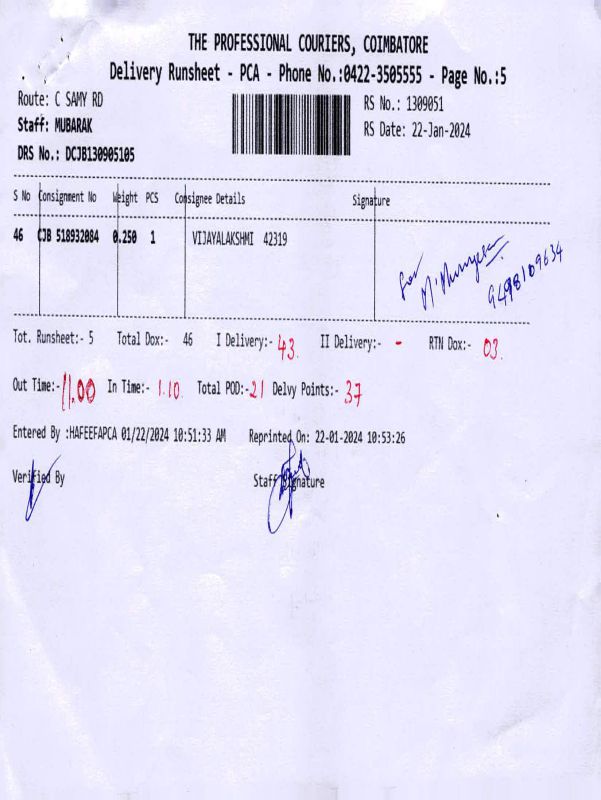 THE PROFESSIONAL COURIERS, COIMBATORE
Delivery Runsheet - PCA - Phone No.:0422-3505555 - Page No.:5
Route: C SAMY RD
RS No.: 1309051
Staff: MUBARAK
RS Date: 22-Jan-2024
DRS No.: DCJB130905105
S No Consignment No Weight PCS Consignee Details Signature
46 CJB 518932084 0.250 1 VIJAYALAKSHMI 42319
for
9498109634
Tot. Runsheet:- 5 Total Dox:- 46 I Delivery:- 43. II Delivery:- - RTN Dox:- 03.
Out Time:- 11.00 In Time:- 1.10. Total POD:- 21 Delvy Points:- 37
Entered By :HAFEEFAPCA 01/22/2024 10:51:33 AM Reprinted On: 22-01-2024 10:53:26
Verified By Staff Signature